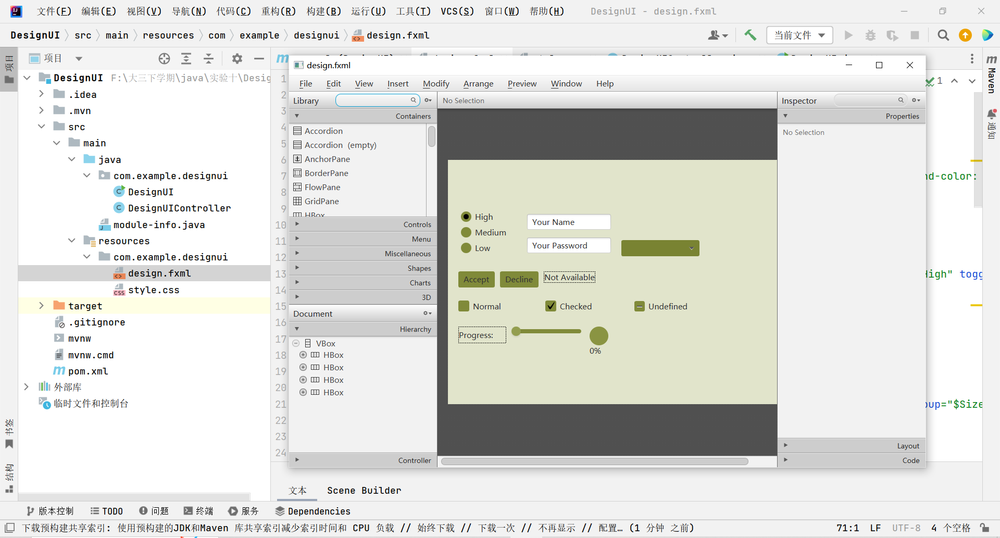 文件(F) 编辑(E) 视图(V) 导航(N) 代码(C) 重构(R) 构建(B) 运行(U) 工具(T) VCS(S) 窗口(W) 帮助(H) DesignUI - design.fxml
DesignUI src main resources com example designui design.fxml 当前文件
项目
项目
DesignUI F:\大三下学期\java\实验十\Desig
.idea
.mvn
src
main
java
com.example.designui
DesignUI
DesignUIController
module-info.java
resources
com.example.designui
design.fxml
style.css
target
.gitignore
mvnw
mvnw.cmd
pom.xml
外部库
临时文件和控制台
书签
结构
1
2
3
4
5
6
7
8
9
10
11
12
13
14
15
16
17
18
19
20
21
22
23
24
design.fxml
File Edit View Insert Modify Arrange Preview Window Help
Library
Containers
Accordion
Accordion (empty)
AnchorPane
BorderPane
FlowPane
GridPane
HBox
Controls
Menu
Miscellaneous
Shapes
Charts
3D
Document
Hierarchy
VBox
HBox
HBox
HBox
HBox
Controller
No Selection
High
Medium
Low
Your Name
Your Password
Accept Decline Not Available
Normal Checked Undefined
Progress:
0%
Inspector
Properties
No Selection
Layout
Code
1
nd-color:
High" togg
oup="$Size
m
Maven
通知
文本 Scene Builder
版本控制 TODO 问题 终端 服务 Dependencies
下载预构建共享索引: 使用预构建的JDK和Maven 库共享索引减少索引时间和 CPU 负载 // 始终下载 // 下载一次 // 不再显示 // 配置… (1 分钟 之前) 71:1 LF UTF-8 4 个空格